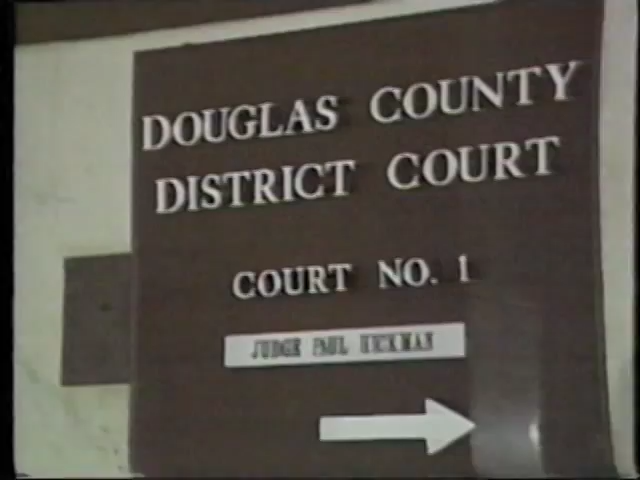 DOUGLAS COUNTY
DISTRICT COURT
COURT NO. 1
JUDGE PAUL